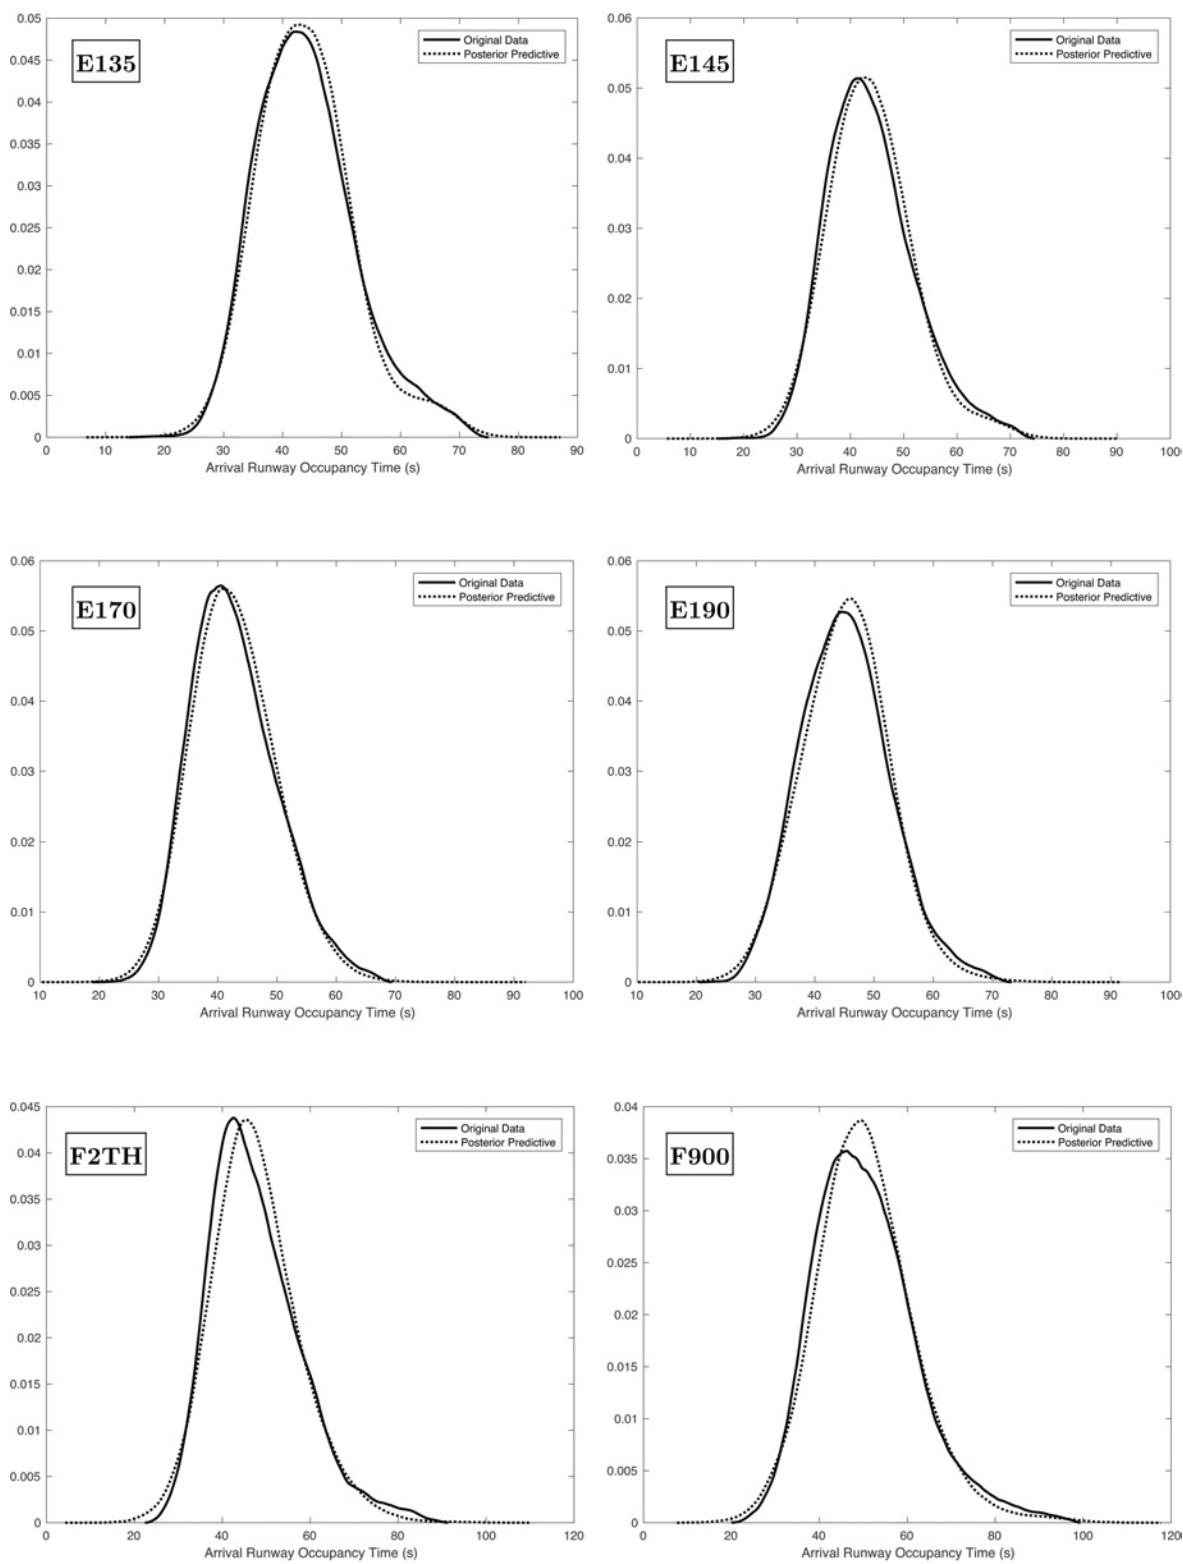 E135
Original Data
Posterior Predictive
0.05
0.045
0.04
0.035
0.03
0.025
0.02
0.015
0.01
0.005
0
0 10 20 30 40 50 60 70 80 90
Arrival Runway Occupancy Time (s)
E145
Original Data
Posterior Predictive
0.06
0.05
0.04
0.03
0.02
0.01
0
0 10 20 30 40 50 60 70 80 90 100
Arrival Runway Occupancy Time (s)
E170
Original Data
Posterior Predictive
0.06
0.05
0.04
0.03
0.02
0.01
0
10 20 30 40 50 60 70 80 90 100
Arrival Runway Occupancy Time (s)
E190
Original Data
Posterior Predictive
0.06
0.05
0.04
0.03
0.02
0.01
0
10 20 30 40 50 60 70 80 90 100
Arrival Runway Occupancy Time (s)
F2TH
Original Data
Posterior Predictive
0.045
0.04
0.035
0.03
0.025
0.02
0.015
0.01
0.005
0
0 20 40 60 80 100 120
Arrival Runway Occupancy Time (s)
F900
Original Data
Posterior Predictive
0.04
0.035
0.03
0.025
0.02
0.015
0.01
0.005
0
0 20 40 60 80 100 120
Arrival Runway Occupancy Time (s)